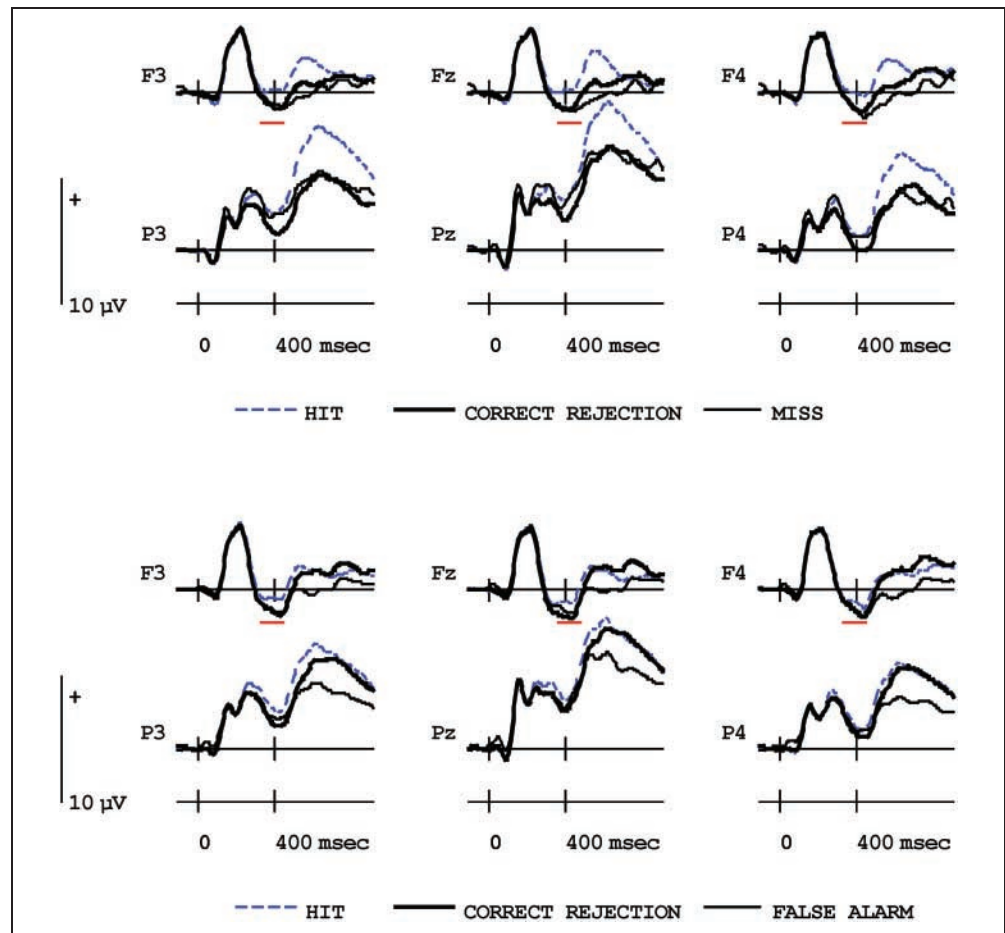 F3 Fz F4
+
P3 Pz P4
10 µV
0 400 msec 0 400 msec 0 400 msec
HIT CORRECT REJECTION MISS
F3 Fz F4
+
P3 Pz P4
10 µV
0 400 msec 0 400 msec 0 400 msec
HIT CORRECT REJECTION FALSE ALARM